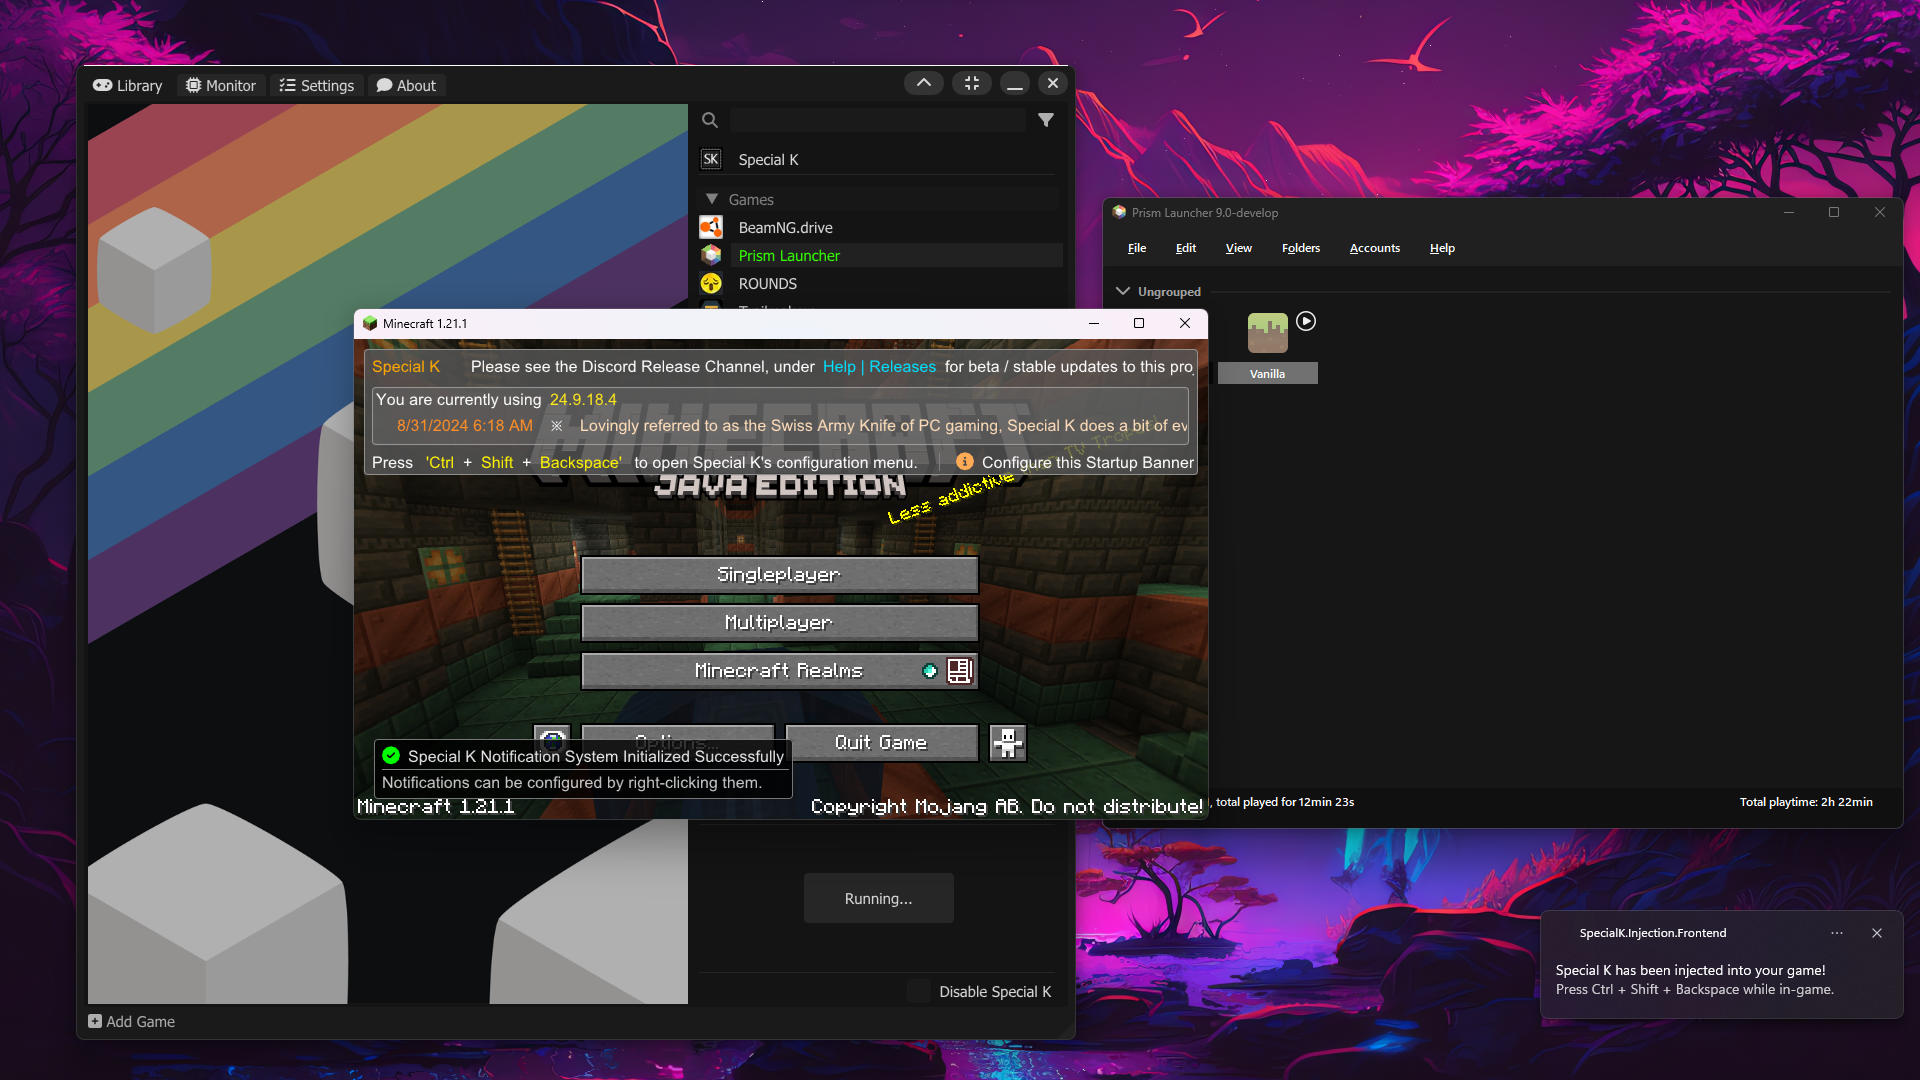 Library
Monitor
Settings
About
SK
Special K
Games
BeamNG.drive
Prism Launcher
ROUNDS
Minecraft 1.21.1
Special K
Please see the Discord Release Channel, under Help | Releases for beta / stable updates to this pro
You are currently using 24.9.18.4
8/31/2024 6:18 AM ※ Lovingly referred to as the Swiss Army Knife of PC gaming, Special K does a bit of ev
Press 'Ctrl + Shift + Backspace' to open Special K's configuration menu.
Configure this Startup Banner
MINECRAFT
JAVA EDITION
Less addictive than TV Tropes!
Singleplayer
Multiplayer
Minecraft Realms
Options...
Quit Game
Special K Notification System Initialized Successfully
Notifications can be configured by right-clicking them.
Minecraft 1.21.1
Copyright Mojang AB. Do not distribute!
Running...
Disable Special K
Add Game
Prism Launcher 9.0-develop
File
Edit
View
Folders
Accounts
Help
Ungrouped
Vanilla
, total played for 12min 23s
Total playtime: 2h 22min
SpecialK.Injection.Frontend
Special K has been injected into your game!
Press Ctrl + Shift + Backspace while in-game.